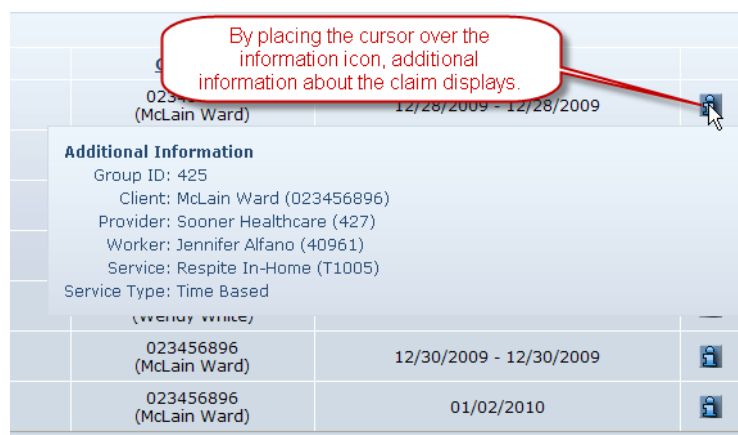 By placing the cursor over the
information icon, additional
information about the claim displays.
(McLain Ward)
12/28/2009 - 12/28/2009
Additional Information
Group ID: 425
Client: McLain Ward (023456896)
Provider: Sooner Healthcare (427)
Worker: Jennifer Alfano (40961)
Service: Respite In-Home (T1005)
Service Type: Time Based
(Wendy White)
023456896
12/30/2009 - 12/30/2009
(McLain Ward)
023456896
01/02/2010
(McLain Ward)